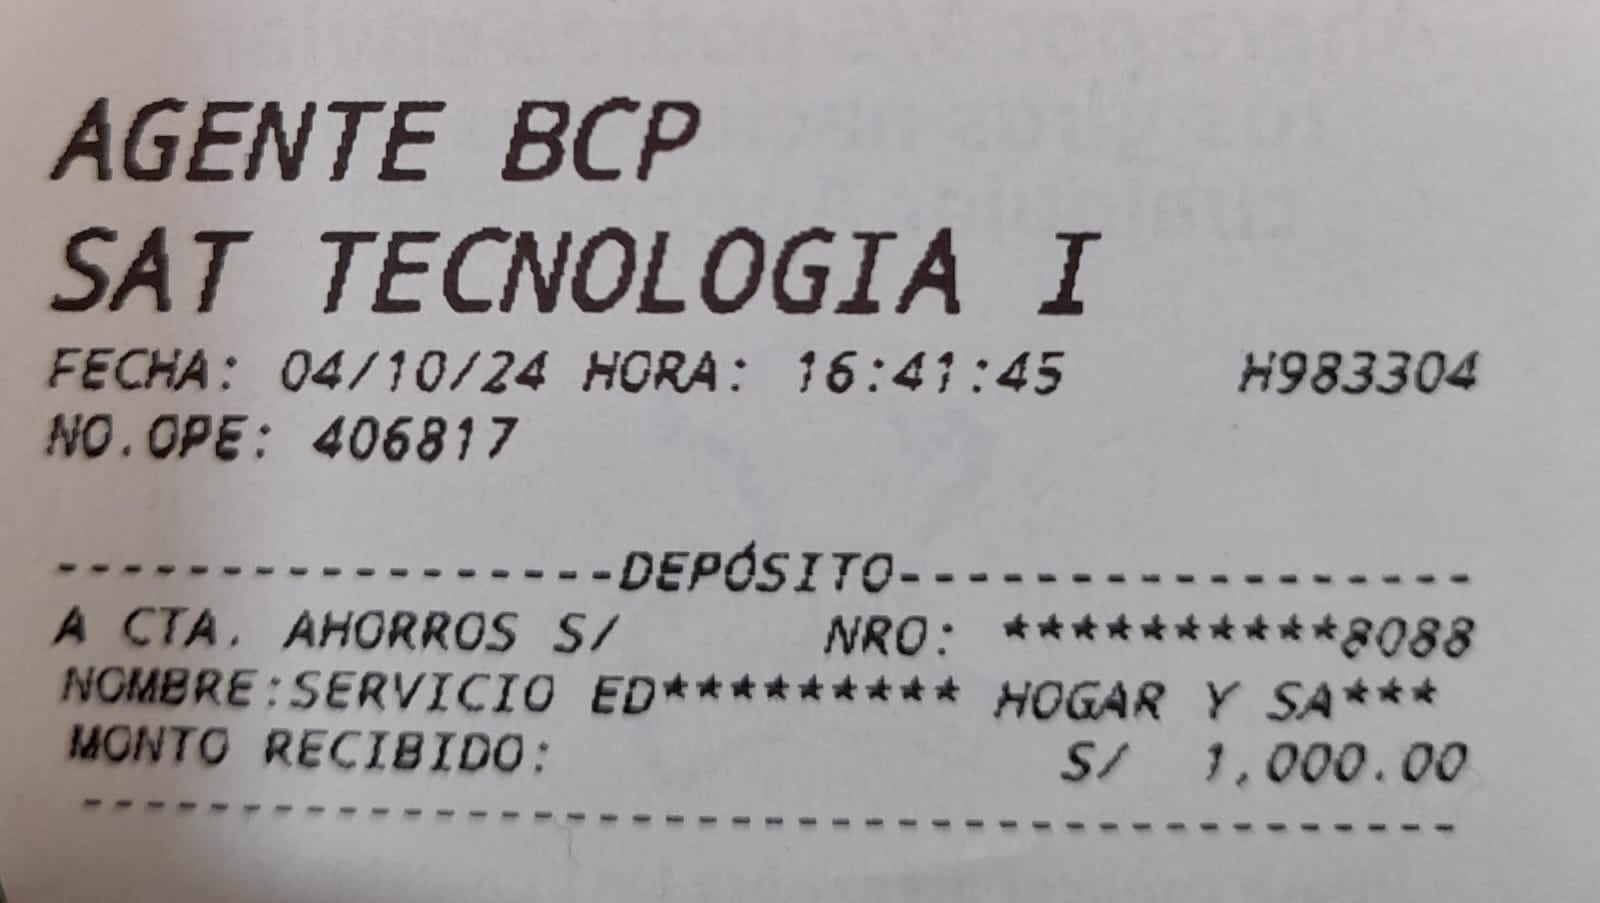 AGENTE BCP
SAT TECNOLOGIA I
FECHA: 04/10/24 HORA: 16:41:45 H983304
NO.OPE: 406817
------------------DEPÓSITO------------------
A CTA. AHORROS S/ NRO: **********8088
NOMBRE:SERVICIO ED********* HOGAR Y SA***
MONTO RECIBIDO: S/ 1,000.00
--------------------------------------------